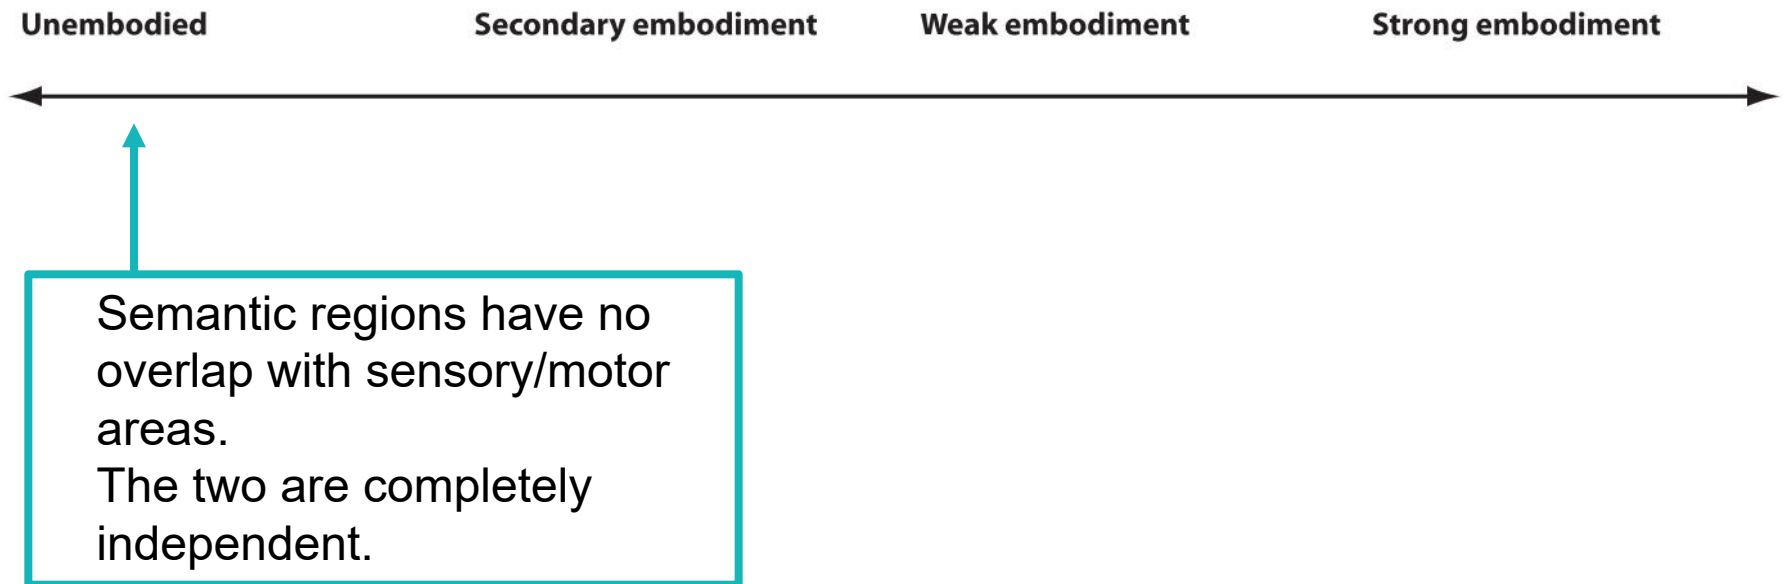 Unembodied Secondary embodiment Weak embodiment Strong embodiment
Semantic regions have no
overlap with sensory/motor
areas.
The two are completely
independent.